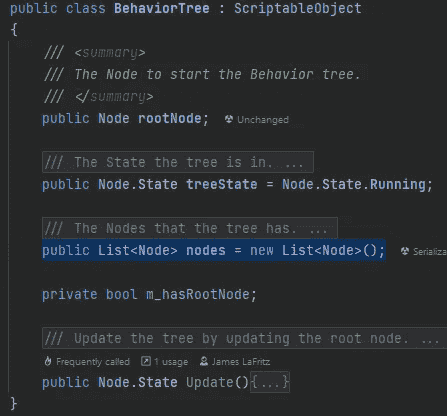 public class BehaviorTree : ScriptableObject
{
/// <summary>
/// The Node to start the Behavior tree.
/// </summary>
public Node rootNode; Unchanged
/// The State the tree is in. ...
public Node.State treeState = Node.State.Running;
/// The Nodes that the tree has. ...
public List<Node> nodes = new List<Node>(); Serializa
private bool m_hasRootNode;
/// Update the tree by updating the root node. ...
Frequently called 1 usage James LaFritz
public Node.State Update(){...}
}